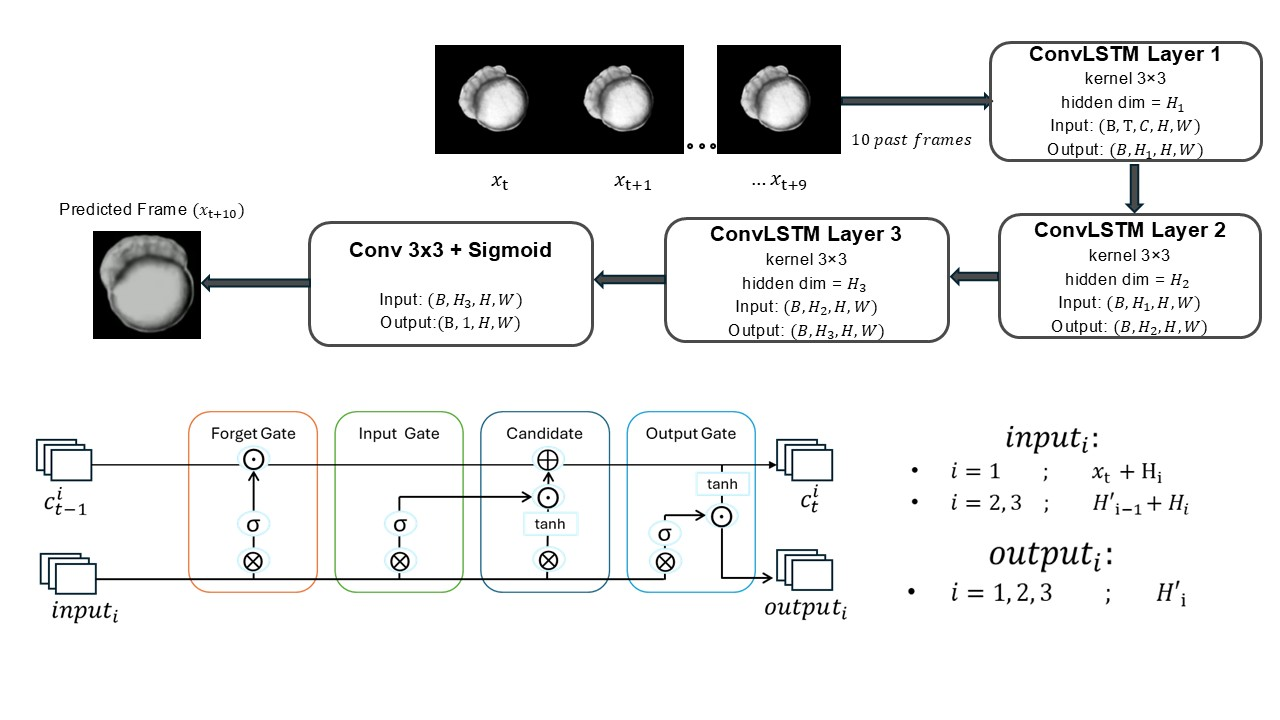 ConvLSTM Layer 1
kernel 3×3
hidden dim = H₁
Input: (B, T, C, H, W)
Output: (B, H₁, H, W)
10 past frames
xₜ
xₜ₊₁
... xₜ₊₉
Predicted Frame (xₜ₊₁₀)
Conv 3x3 + Sigmoid
Input: (B, H₃, H, W)
Output:(B, 1, H, W)
ConvLSTM Layer 3
kernel 3×3
hidden dim = H₃
Input: (B, H₂, H, W)
Output: (B, H₃, H, W)
ConvLSTM Layer 2
kernel 3×3
hidden dim = H₂
Input: (B, H₁, H, W)
Output: (B, H₂, H, W)
Forget Gate
Input Gate
Candidate
Output Gate
σ
σ
tanh
σ
tanh
cⁱₜ₋₁
inputᵢ
cⁱₜ
outputᵢ
inputᵢ:
• i = 1 ; xₜ + Hᵢ
• i = 2, 3 ; H′ᵢ₋₁ + Hᵢ
outputᵢ:
• i = 1, 2, 3 ; H′ᵢ